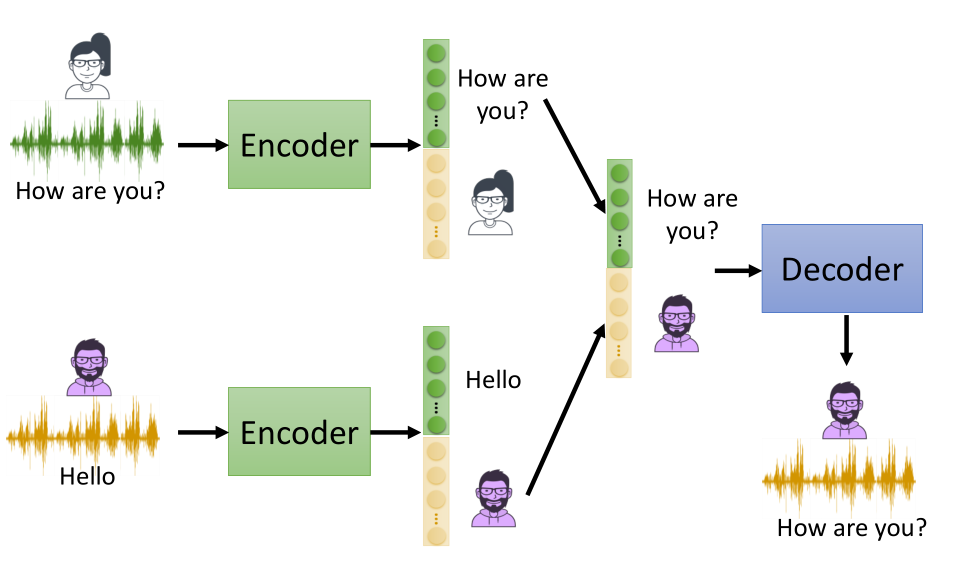 How are
you?
Encoder
How are you?
How are
you?
Decoder
Hello
Encoder
Hello
How are you?